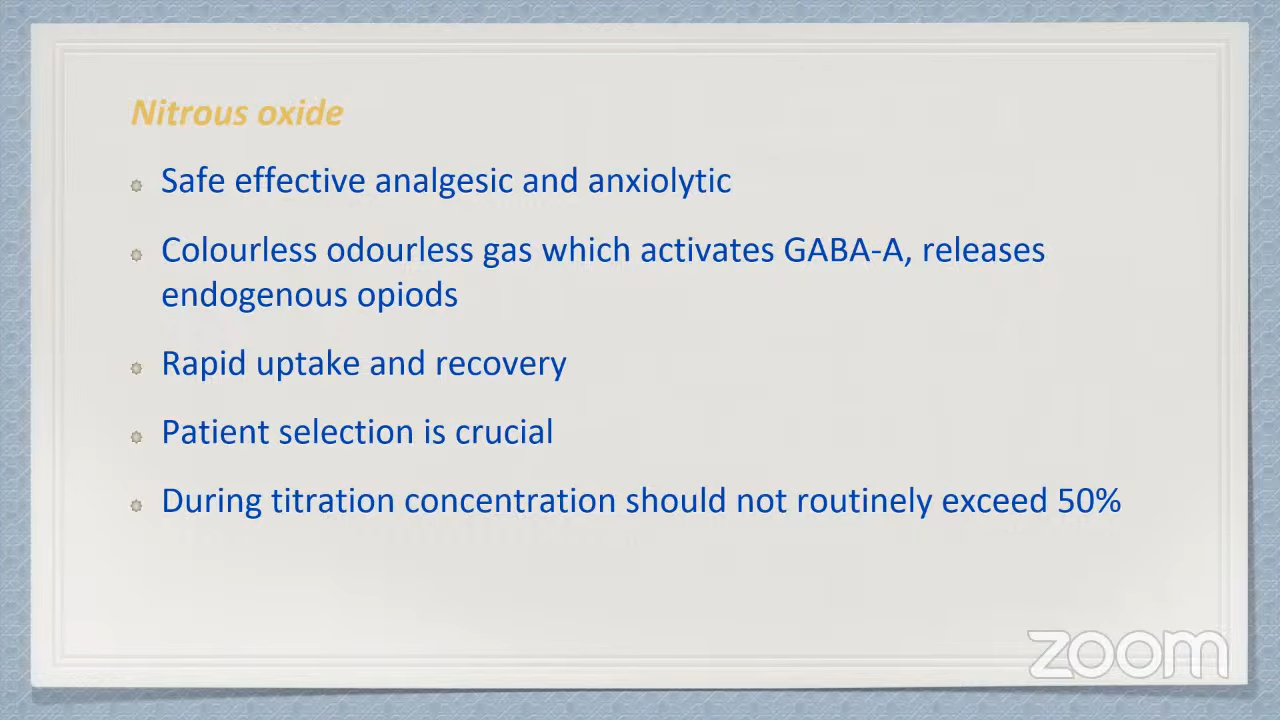 Nitrous oxide
Safe effective analgesic and anxiolytic
Colourless odourless gas which activates GABA-A, releases
endogenous opiods
Rapid uptake and recovery
Patient selection is crucial
During titration concentration should not routinely exceed 50%
zoom